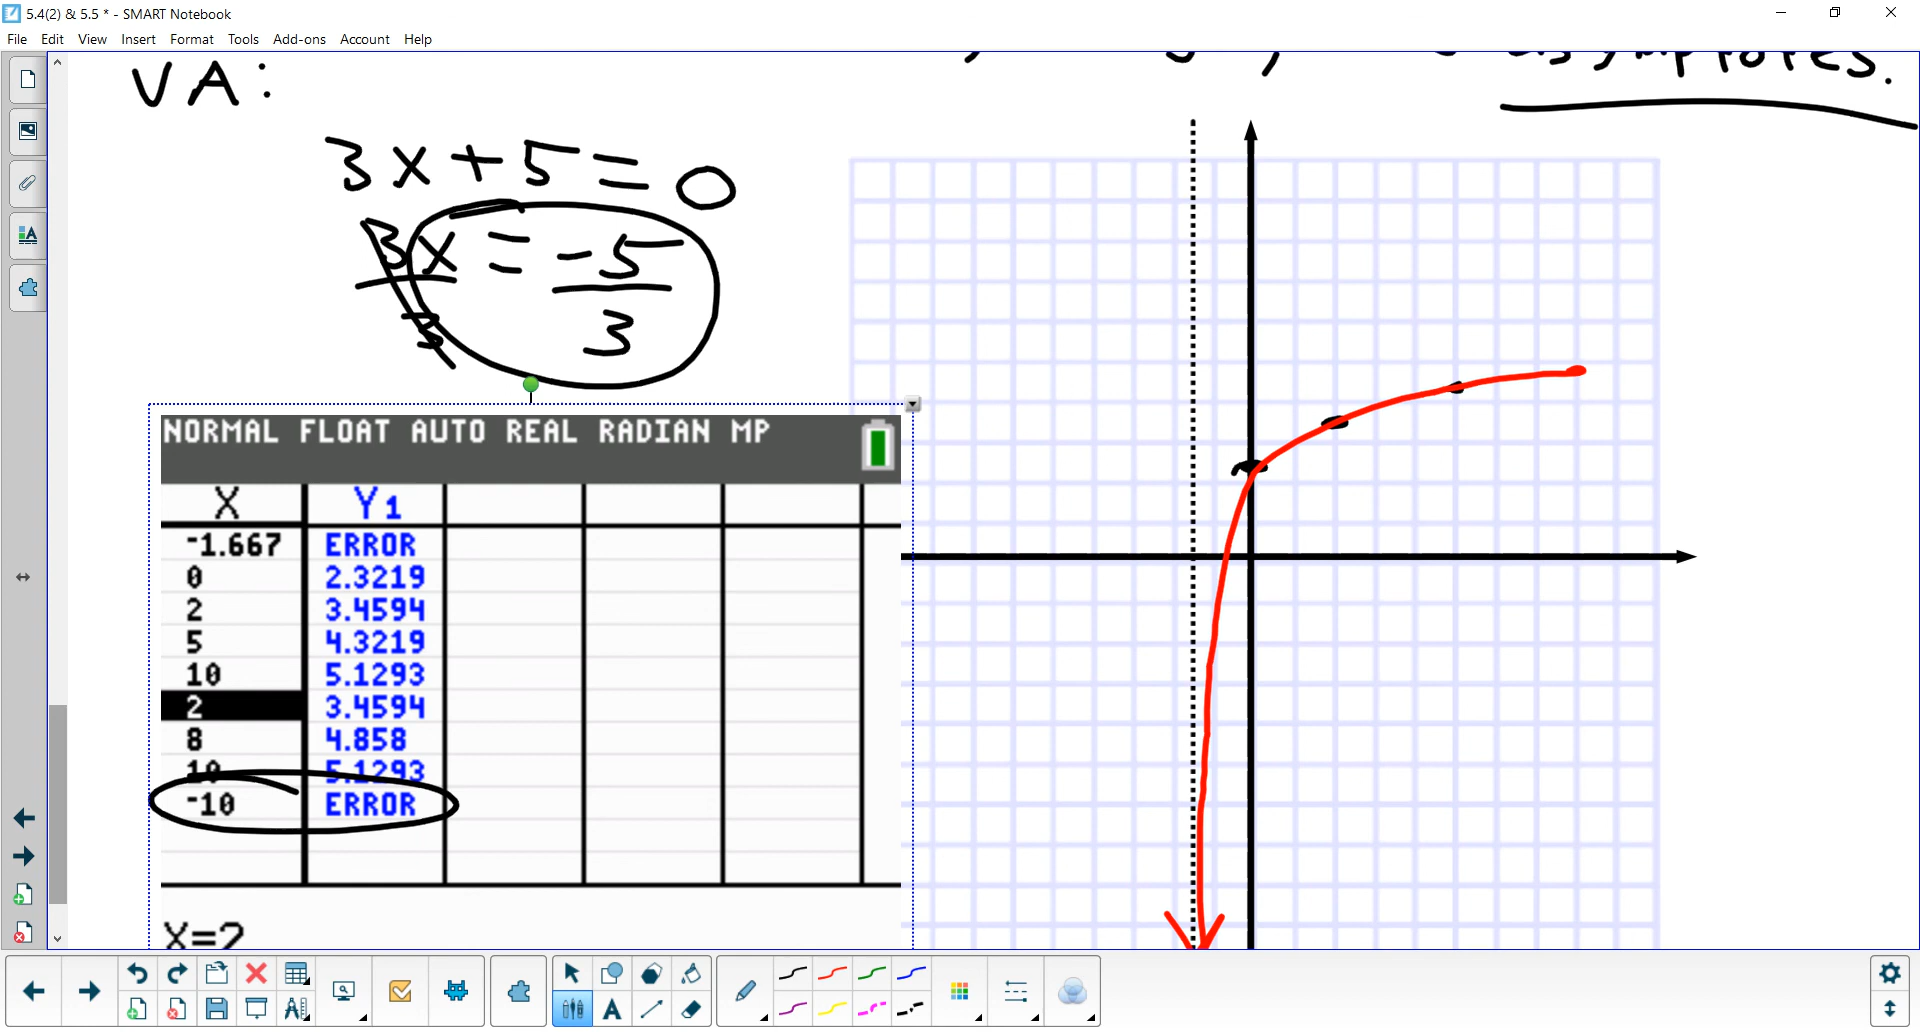 5.4(2) & 5.5 * - SMART Notebook
File Edit View Insert Format Tools Add-ons Account Help
asymptotes.
VA:
3x+5=0
3x = -5
3 3
NORMAL FLOAT AUTO REAL RADIAN MP
X Y1
-1.667 ERROR
0 2.3219
2 3.4594
5 4.3219
10 5.1293
2 3.4594
8 4.858
10 5.1293
-10 ERROR
X=2